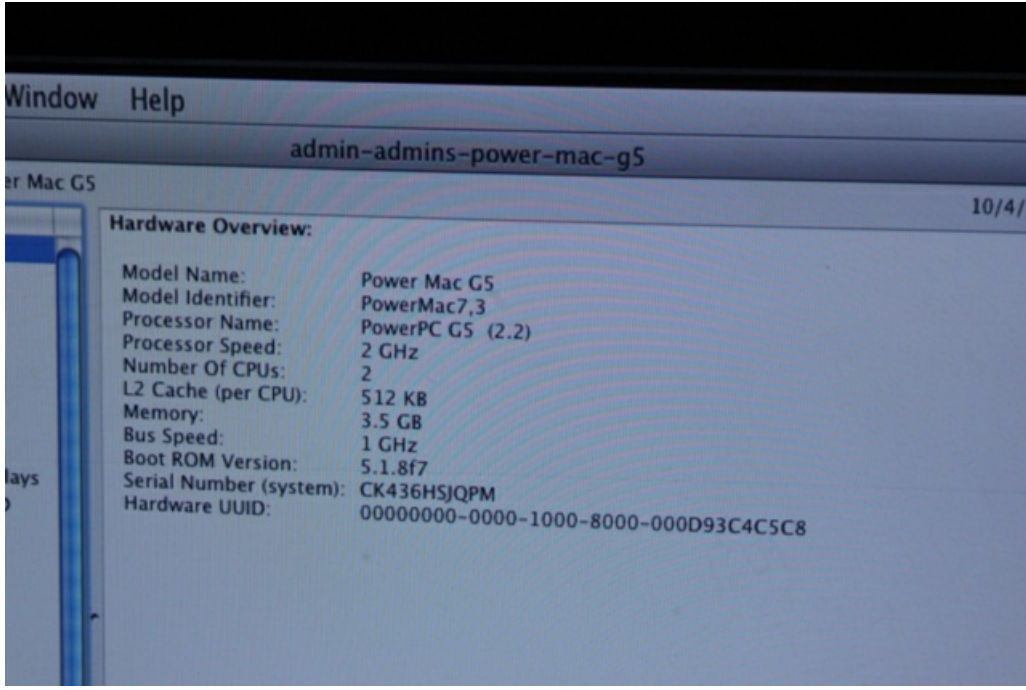 Window Help
admin-admins-power-mac-g5
er Mac G5
10/4/
Hardware Overview:
Model Name: Power Mac G5
Model Identifier: PowerMac7,3
Processor Name: PowerPC G5 (2.2)
Processor Speed: 2 GHz
Number Of CPUs: 2
L2 Cache (per CPU): 512 KB
Memory: 3.5 GB
Bus Speed: 1 GHz
Boot ROM Version: 5.1.8f7
lays
Serial Number (system): CK436HSJQPM
Hardware UUID: 00000000-0000-1000-8000-000D93C4C5C8